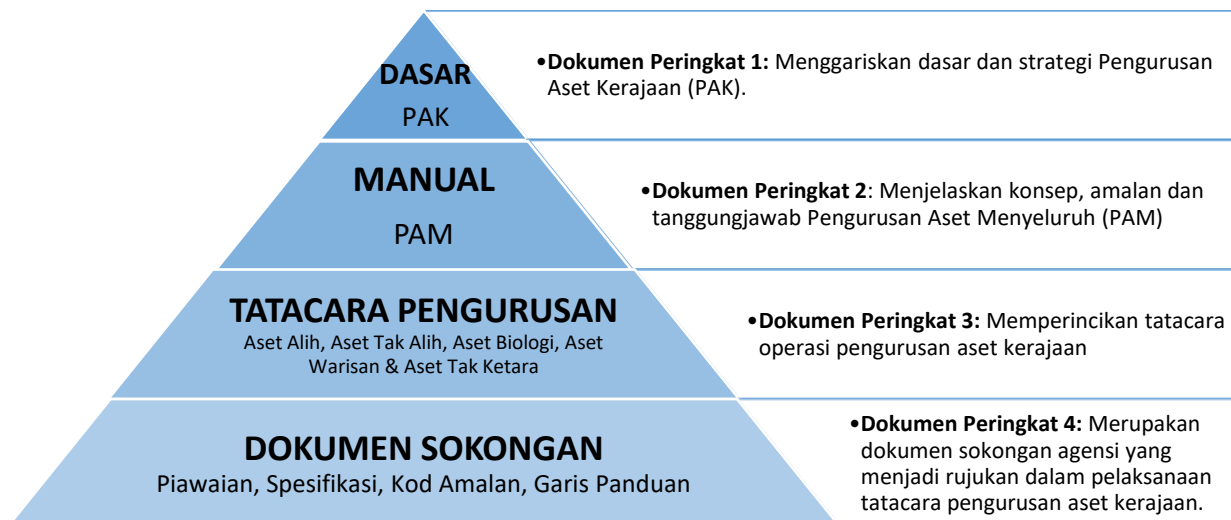 DASAR
PAK
•Dokumen Peringkat 1: Menggariskan dasar dan strategi Pengurusan
Aset Kerajaan (PAK).
MANUAL
PAM
•Dokumen Peringkat 2: Menjelaskan konsep, amalan dan
tanggungjawab Pengurusan Aset Menyeluruh (PAM)
TATACARA PENGURUSAN
Aset Alih, Aset Tak Alih, Aset Biologi, Aset
Warisan & Aset Tak Ketara
•Dokumen Peringkat 3: Memperincikan tatacara
operasi pengurusan aset kerajaan
DOKUMEN SOKONGAN
Piawaian, Spesifikasi, Kod Amalan, Garis Panduan
•Dokumen Peringkat 4: Merupakan
dokumen sokongan agensi yang
menjadi rujukan dalam pelaksanaan
tatacara pengurusan aset kerajaan.